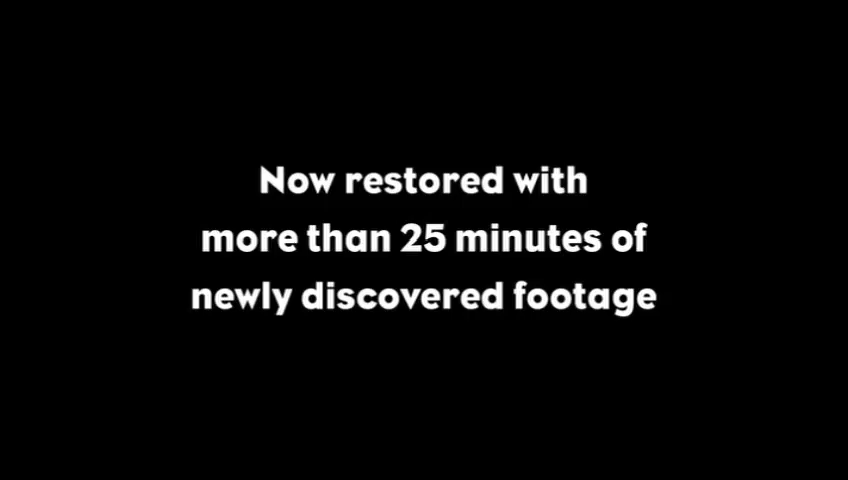 Now restored with
more than 25 minutes of
newly discovered footage